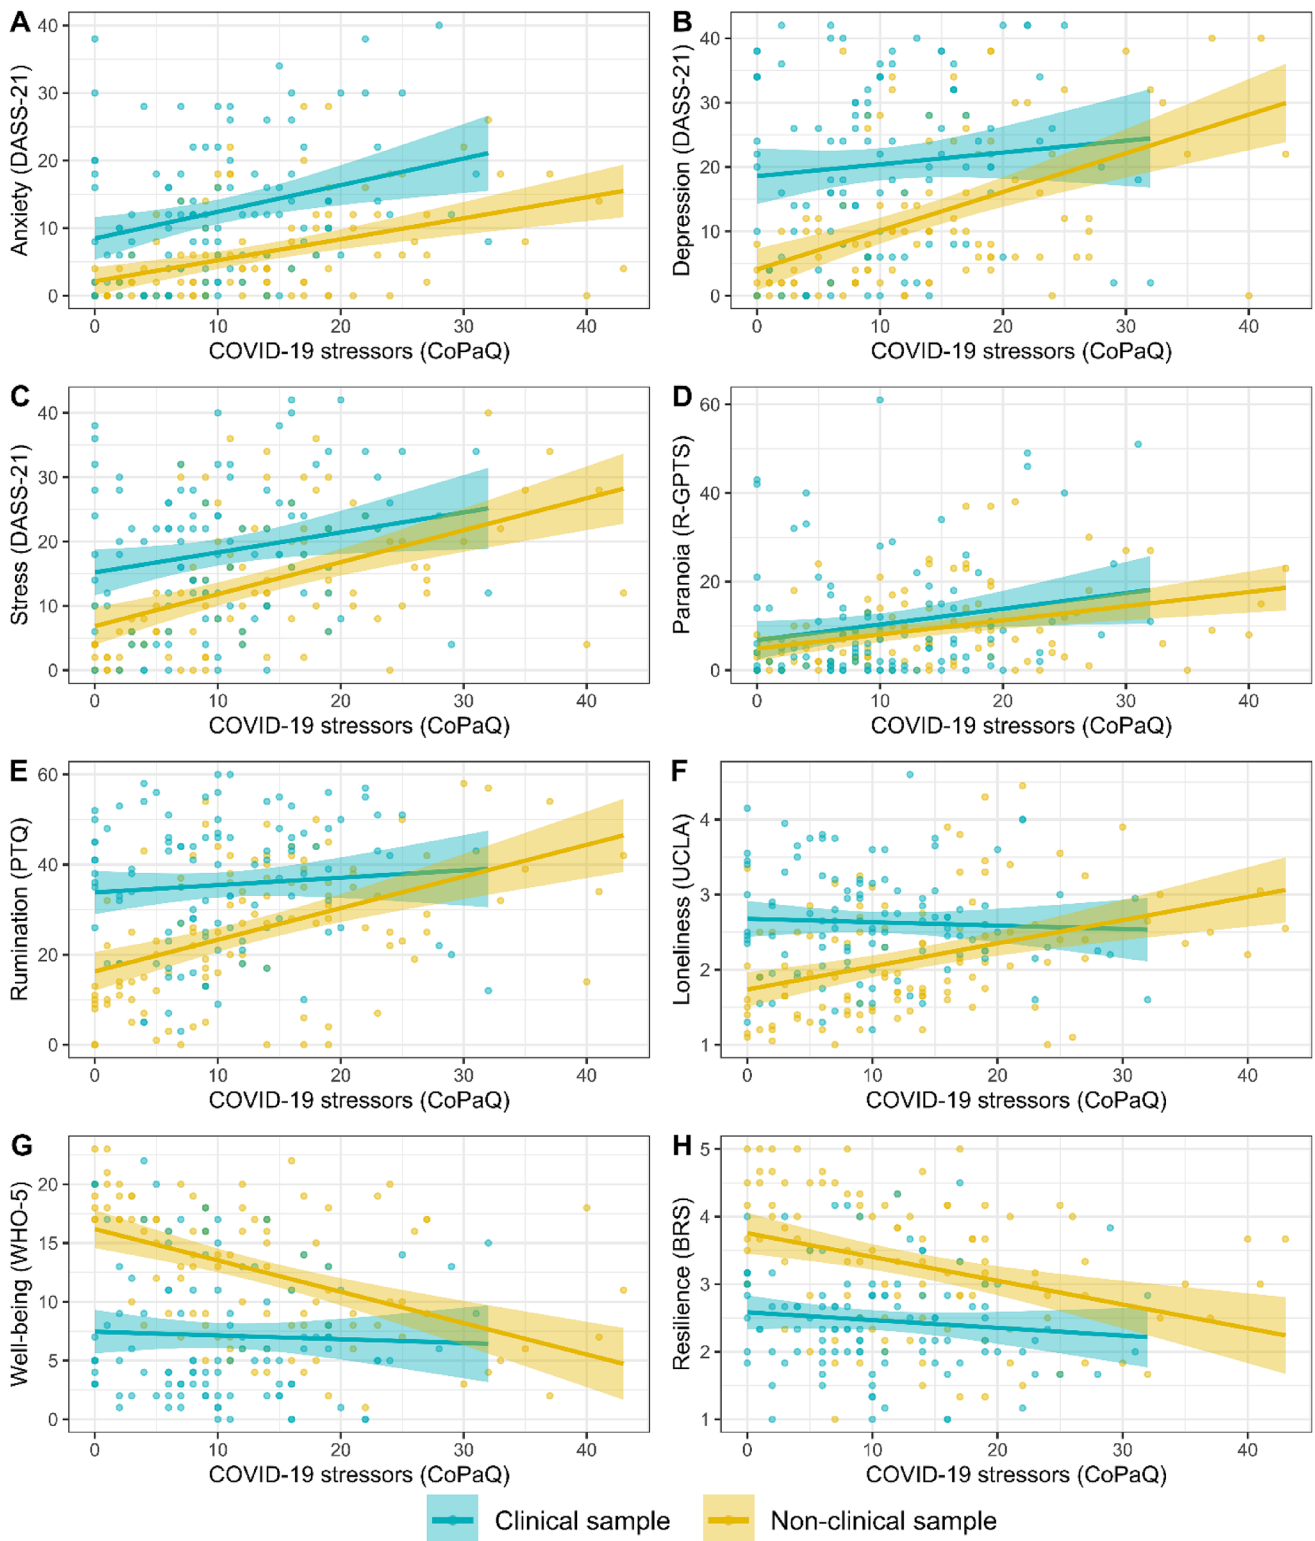 A
Anxiety (DASS-21)
40
30
20
10
0
0 10 20 30 40
COVID-19 stressors (CoPaQ)
B
Depression (DASS-21)
40
30
20
10
0
0 10 20 30 40
COVID-19 stressors (CoPaQ)
C
Stress (DASS-21)
40
30
20
10
0
0 10 20 30 40
COVID-19 stressors (CoPaQ)
D
Paranoia (R-GPTS)
60
40
20
0
0 10 20 30 40
COVID-19 stressors (CoPaQ)
E
Rumination (PTQ)
60
40
20
0
0 10 20 30 40
COVID-19 stressors (CoPaQ)
F
Loneliness (UCLA)
4
3
2
1
0 10 20 30 40
COVID-19 stressors (CoPaQ)
G
Well-being (WHO-5)
20
15
10
5
0
0 10 20 30 40
COVID-19 stressors (CoPaQ)
H
Resilience (BRS)
5
4
3
2
1
0 10 20 30 40
COVID-19 stressors (CoPaQ)
Clinical sample Non-clinical sample